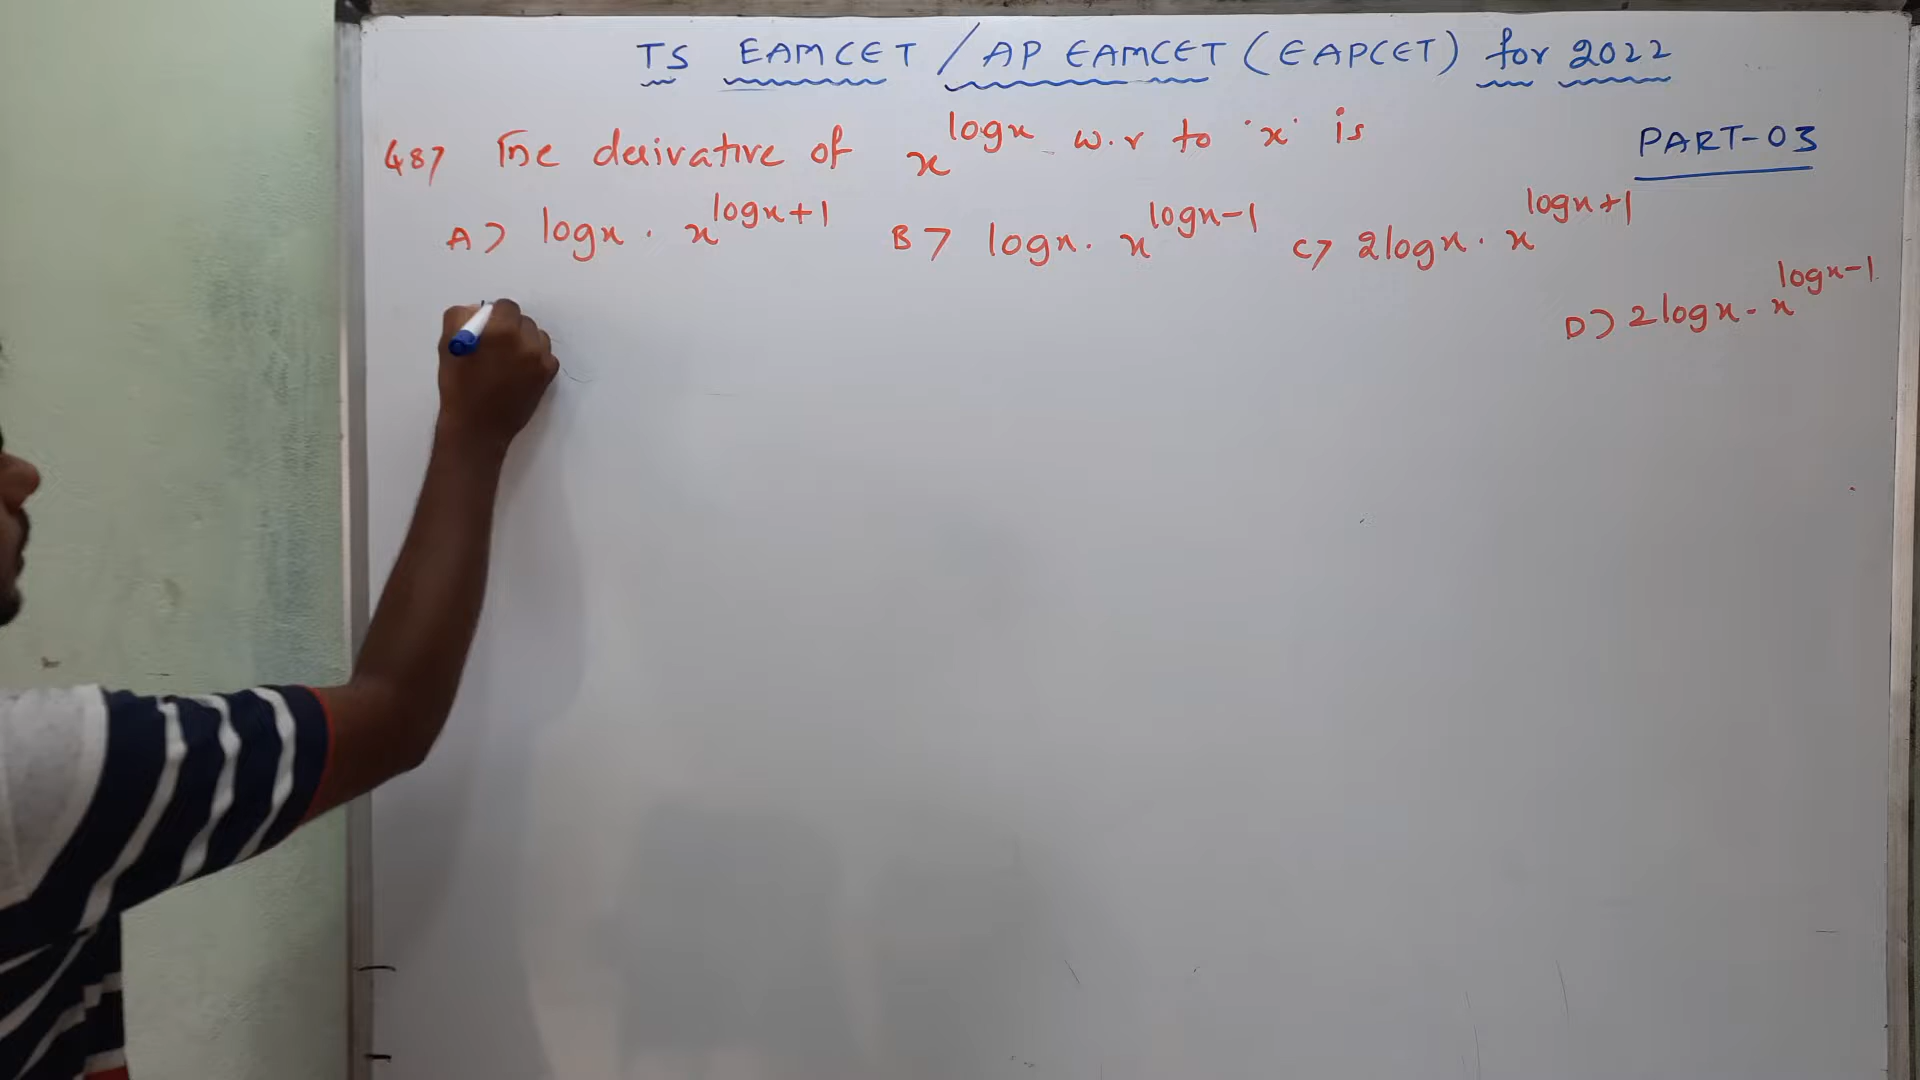 TS EAMCET / AP EAMCET (EAPCET) for 2022
PART-03
48> The derivative of x^logx w.r to 'x' is
A> logx . x^logx+1 B> logx . x^logx-1 C> 2logx . x^logx+1
D> 2logx - x^logx-1